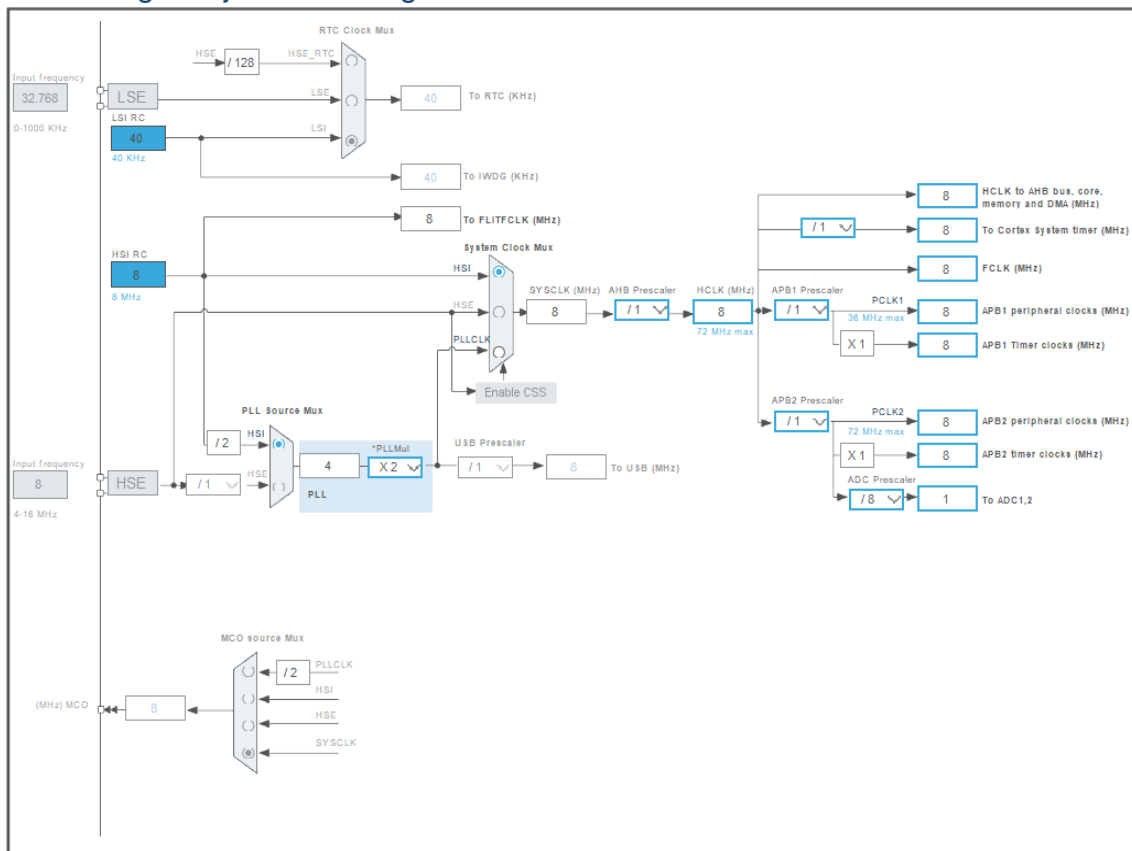 RTC Clock Mux
HSE
/ 128
HSE_RTC
Input frequency
32.768
0-1000 KHz
LSE
LSE
40
To RTC (KHz)
LSI RC
40
40 KHz
LSI
40
To IWDG (KHz)
8
To FLITFCLK (MHz)
HSI RC
8
8 MHz
System Clock Mux
HSI
HSE
PLLCLK
SYSCLK (MHz)
8
AHB Prescaler
/ 1
HCLK (MHz)
8
72 MHz max
Enable CSS
8
HCLK to AHB bus, core,
memory and DMA (MHz)
/ 1
8
To Cortex System timer (MHz)
8
FCLK (MHz)
APB1 Prescaler
/ 1
PCLK1
36 MHz max
8
APB1 peripheral clocks (MHz)
X 1
8
APB1 Timer clocks (MHz)
APB2 Prescaler
/ 1
PCLK2
72 MHz max
8
APB2 peripheral clocks (MHz)
X 1
8
APB2 timer clocks (MHz)
ADC Prescaler
/ 8
1
To ADC1,2
PLL Source Mux
/ 2
HSI
HSE
/ 1
Input frequency
8
4-16 MHz
HSE
4
*PLLMul
X 2
PLL
USB Prescaler
/ 1
8
To USB (MHz)
MCO source Mux
/ 2
PLLCLK
HSI
HSE
SYSCLK
(MHz) MCO
8